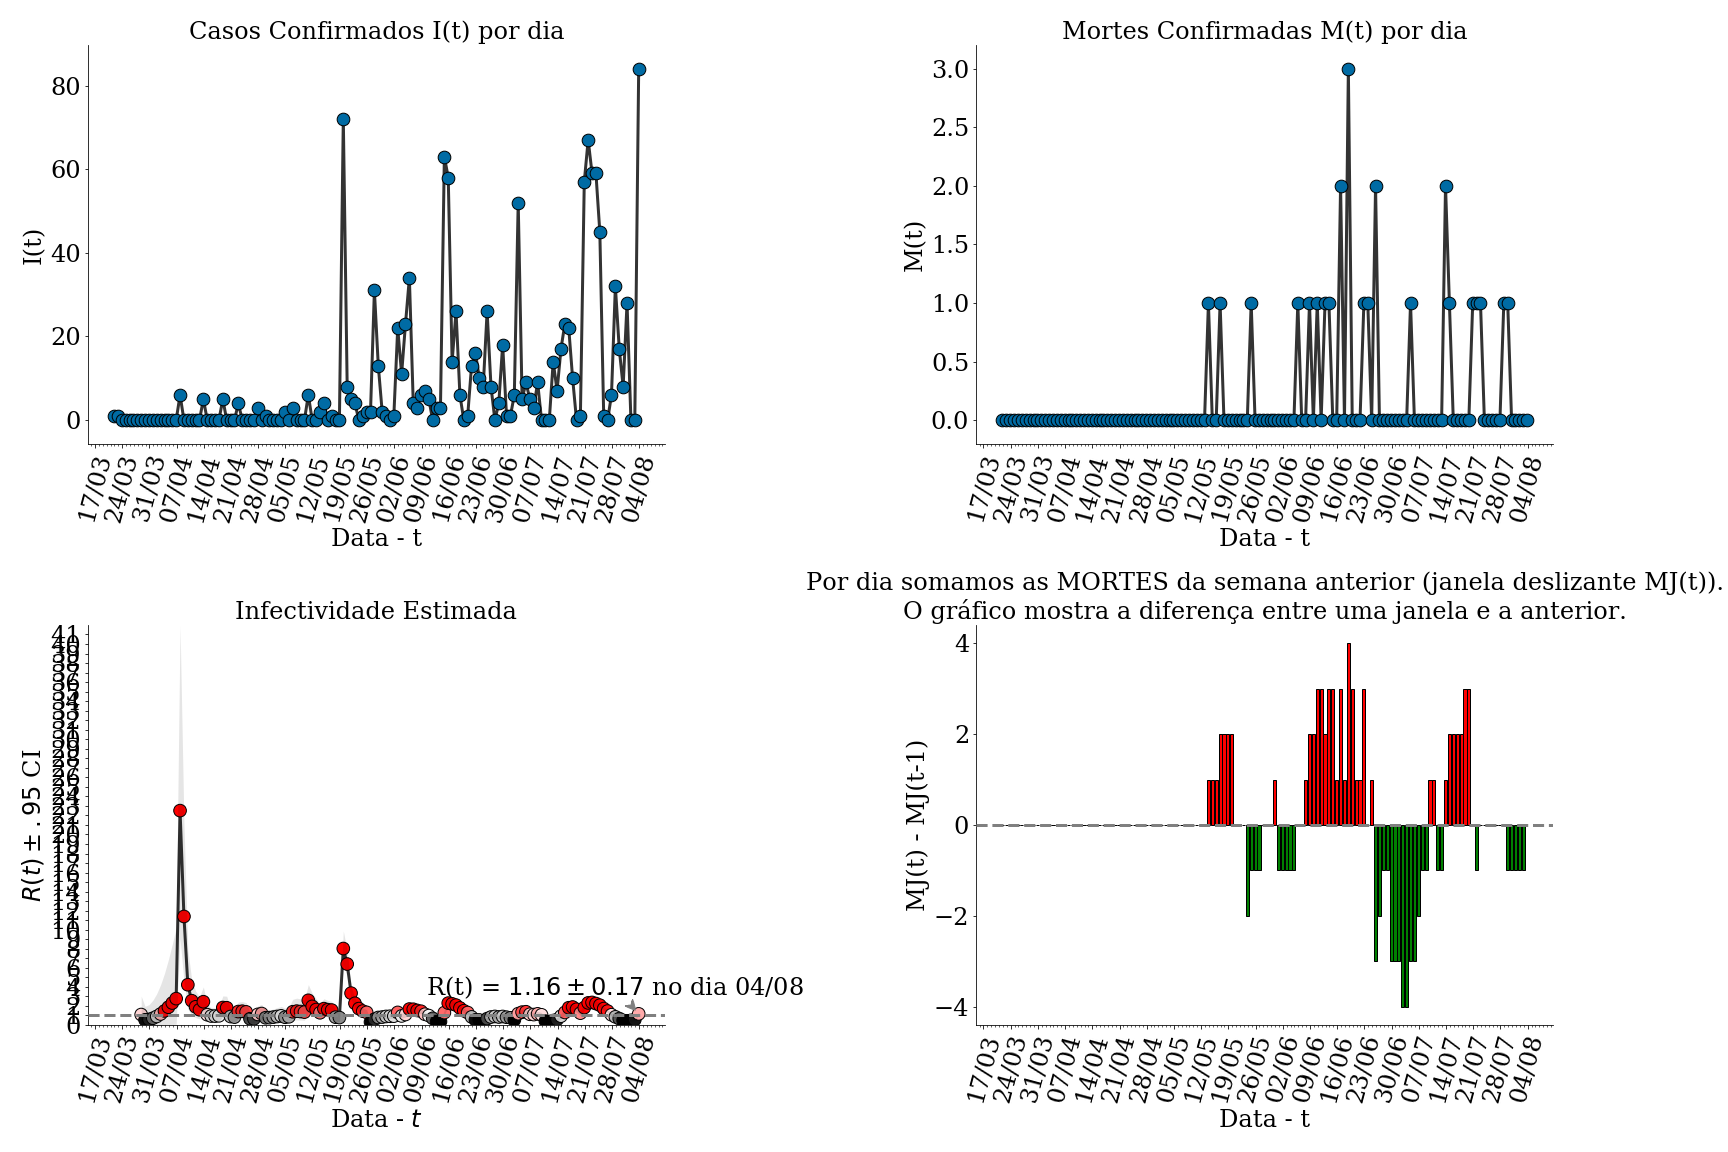 Casos Confirmados I(t) por dia
I(t)
80
60
40
20
0
17/03 24/03 31/03 07/04 14/04 21/04 28/04 05/05 12/05 19/05 26/05 02/06 09/06 16/06 23/06 30/06 07/07 14/07 21/07 28/07 04/08
Data - t
Mortes Confirmadas M(t) por dia
M(t)
3.0
2.5
2.0
1.5
1.0
0.5
0.0
17/03 24/03 31/03 07/04 14/04 21/04 28/04 05/05 12/05 19/05 26/05 02/06 09/06 16/06 23/06 30/06 07/07 14/07 21/07 28/07 04/08
Data - t
Infectividade Estimada
R(t) ± .95 CI
41
0
R(t) = 1.16 ± 0.17 no dia 04/08
17/03 24/03 31/03 07/04 14/04 21/04 28/04 05/05 12/05 19/05 26/05 02/06 09/06 16/06 23/06 30/06 07/07 14/07 21/07 28/07 04/08
Data - t
Por dia somamos as MORTES da semana anterior (janela deslizante MJ(t)).
O gráfico mostra a diferença entre uma janela e a anterior.
MJ(t) - MJ(t-1)
4
2
0
−2
−4
17/03 24/03 31/03 07/04 14/04 21/04 28/04 05/05 12/05 19/05 26/05 02/06 09/06 16/06 23/06 30/06 07/07 14/07 21/07 28/07 04/08
Data - t